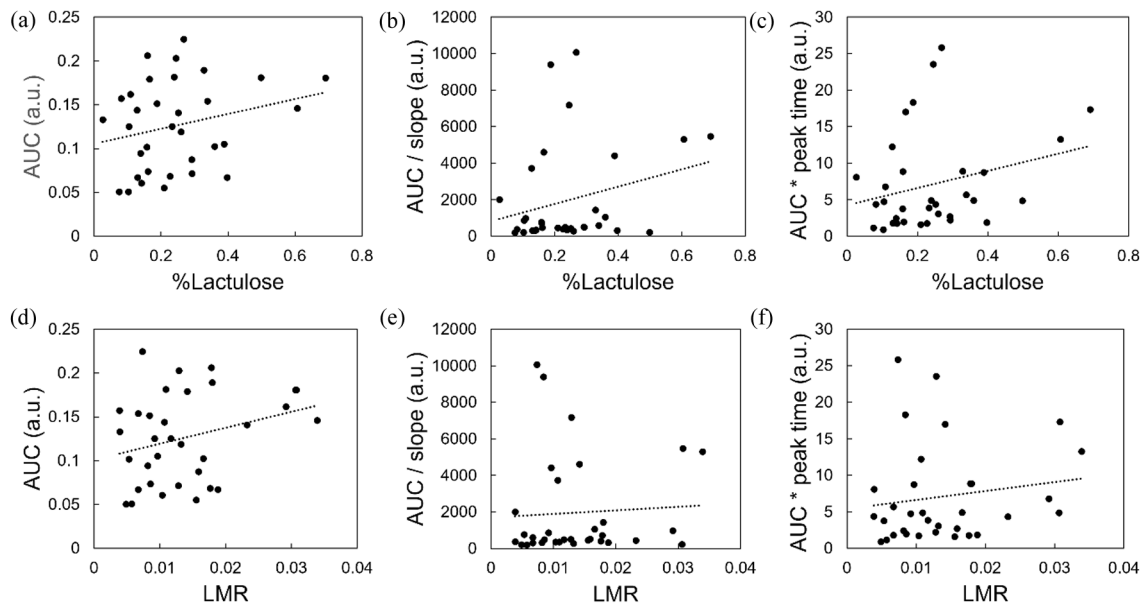 (a)
AUC (a.u.)
0.25
0.2
0.15
0.1
0.05
0
0 0.2 0.4 0.6 0.8
%Lactulose
(b)
AUC / slope (a.u.)
12000
10000
8000
6000
4000
2000
0
0 0.2 0.4 0.6 0.8
%Lactulose
(c)
AUC * peak time (a.u.)
30
25
20
15
10
5
0
0 0.2 0.4 0.6 0.8
%Lactulose
(d)
AUC (a.u.)
0.25
0.2
0.15
0.1
0.05
0
0 0.01 0.02 0.03 0.04
LMR
(e)
AUC / slope (a.u.)
12000
10000
8000
6000
4000
2000
0
0 0.01 0.02 0.03 0.04
LMR
(f)
AUC * peak time (a.u.)
30
25
20
15
10
5
0
0 0.01 0.02 0.03 0.04
LMR